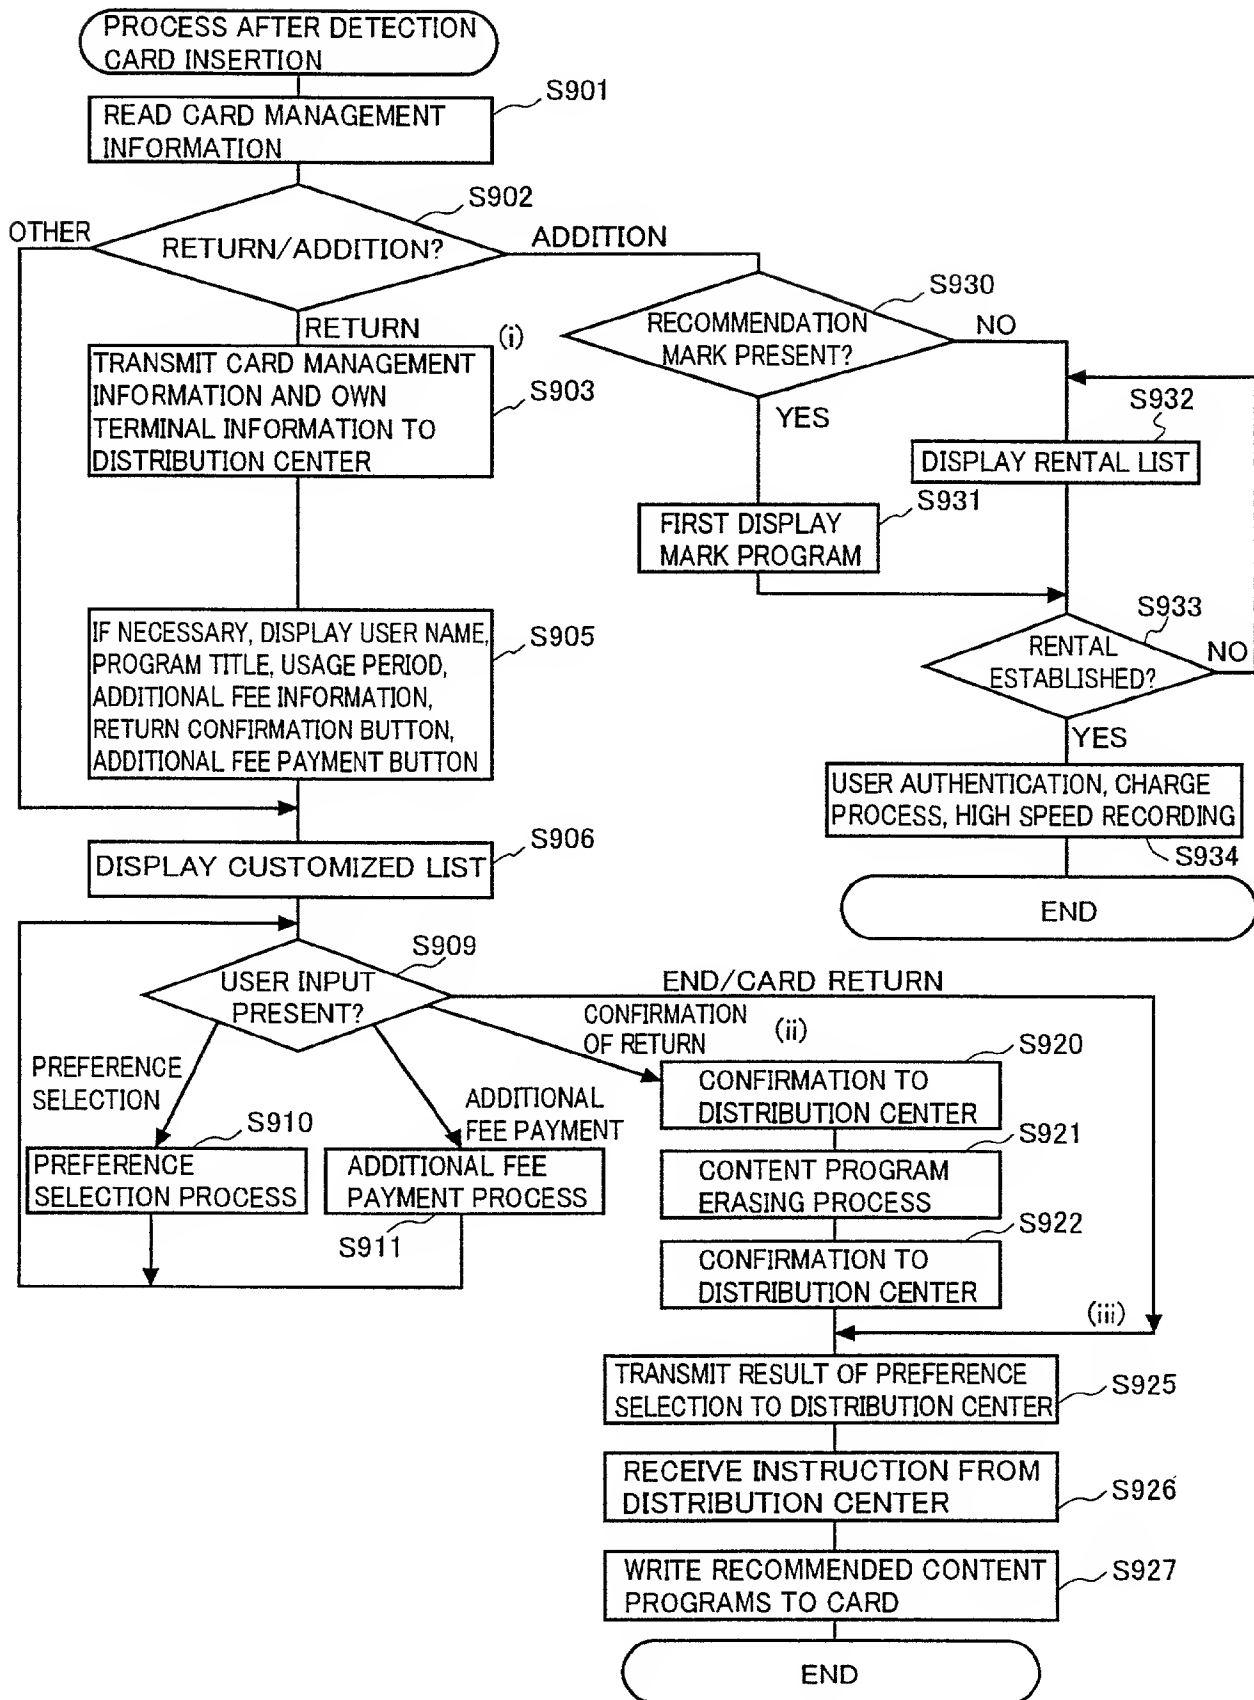 PROCESS AFTER DETECTION
CARD INSERTION
S901
READ CARD MANAGEMENT
INFORMATION
S902
OTHER
RETURN/ADDITION?
ADDITION
RETURN
(i)
TRANSMIT CARD MANAGEMENT
INFORMATION AND OWN
TERMINAL INFORMATION TO
DISTRIBUTION CENTER
S903
S930
RECOMMENDATION
MARK PRESENT?
NO
YES
S932
DISPLAY RENTAL LIST
S931
FIRST DISPLAY
MARK PROGRAM
S933
RENTAL
ESTABLISHED?
NO
YES
USER AUTHENTICATION, CHARGE
PROCESS, HIGH SPEED RECORDING
S934
END
IF NECESSARY, DISPLAY USER NAME,
PROGRAM TITLE, USAGE PERIOD,
ADDITIONAL FEE INFORMATION,
RETURN CONFIRMATION BUTTON,
ADDITIONAL FEE PAYMENT BUTTON
S905
S906
DISPLAY CUSTOMIZED LIST
S909
USER INPUT
PRESENT?
END/CARD RETURN
CONFIRMATION
OF RETURN
(ii)
PREFERENCE
SELECTION
ADDITIONAL
FEE PAYMENT
S910
PREFERENCE
SELECTION PROCESS
ADDITIONAL FEE
PAYMENT PROCESS
S911
S920
CONFIRMATION TO
DISTRIBUTION CENTER
S921
CONTENT PROGRAM
ERASING PROCESS
S922
CONFIRMATION TO
DISTRIBUTION CENTER
(iii)
TRANSMIT RESULT OF PREFERENCE
SELECTION TO DISTRIBUTION CENTER
S925
RECEIVE INSTRUCTION FROM
DISTRIBUTION CENTER
S926
WRITE RECOMMENDED CONTENT
PROGRAMS TO CARD
S927
END